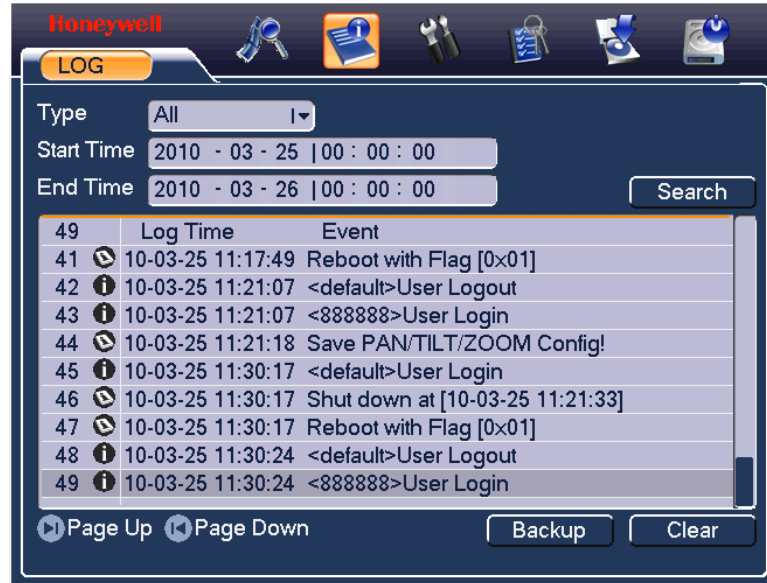 Honeywell
LOG
Type All
Start Time 2010 - 03 - 25 | 00 : 00 : 00
End Time 2010 - 03 - 26 | 00 : 00 : 00
Search
49 Log Time Event
41 10-03-25 11:17:49 Reboot with Flag [0×01]
42 10-03-25 11:21:07 <default>User Logout
43 10-03-25 11:21:07 <888888>User Login
44 10-03-25 11:21:18 Save PAN/TILT/ZOOM Config!
45 10-03-25 11:30:17 <default>User Login
46 10-03-25 11:30:17 Shut down at [10-03-25 11:21:33]
47 10-03-25 11:30:17 Reboot with Flag [0×01]
48 10-03-25 11:30:24 <default>User Logout
49 10-03-25 11:30:24 <888888>User Login
Page Up Page Down Backup Clear